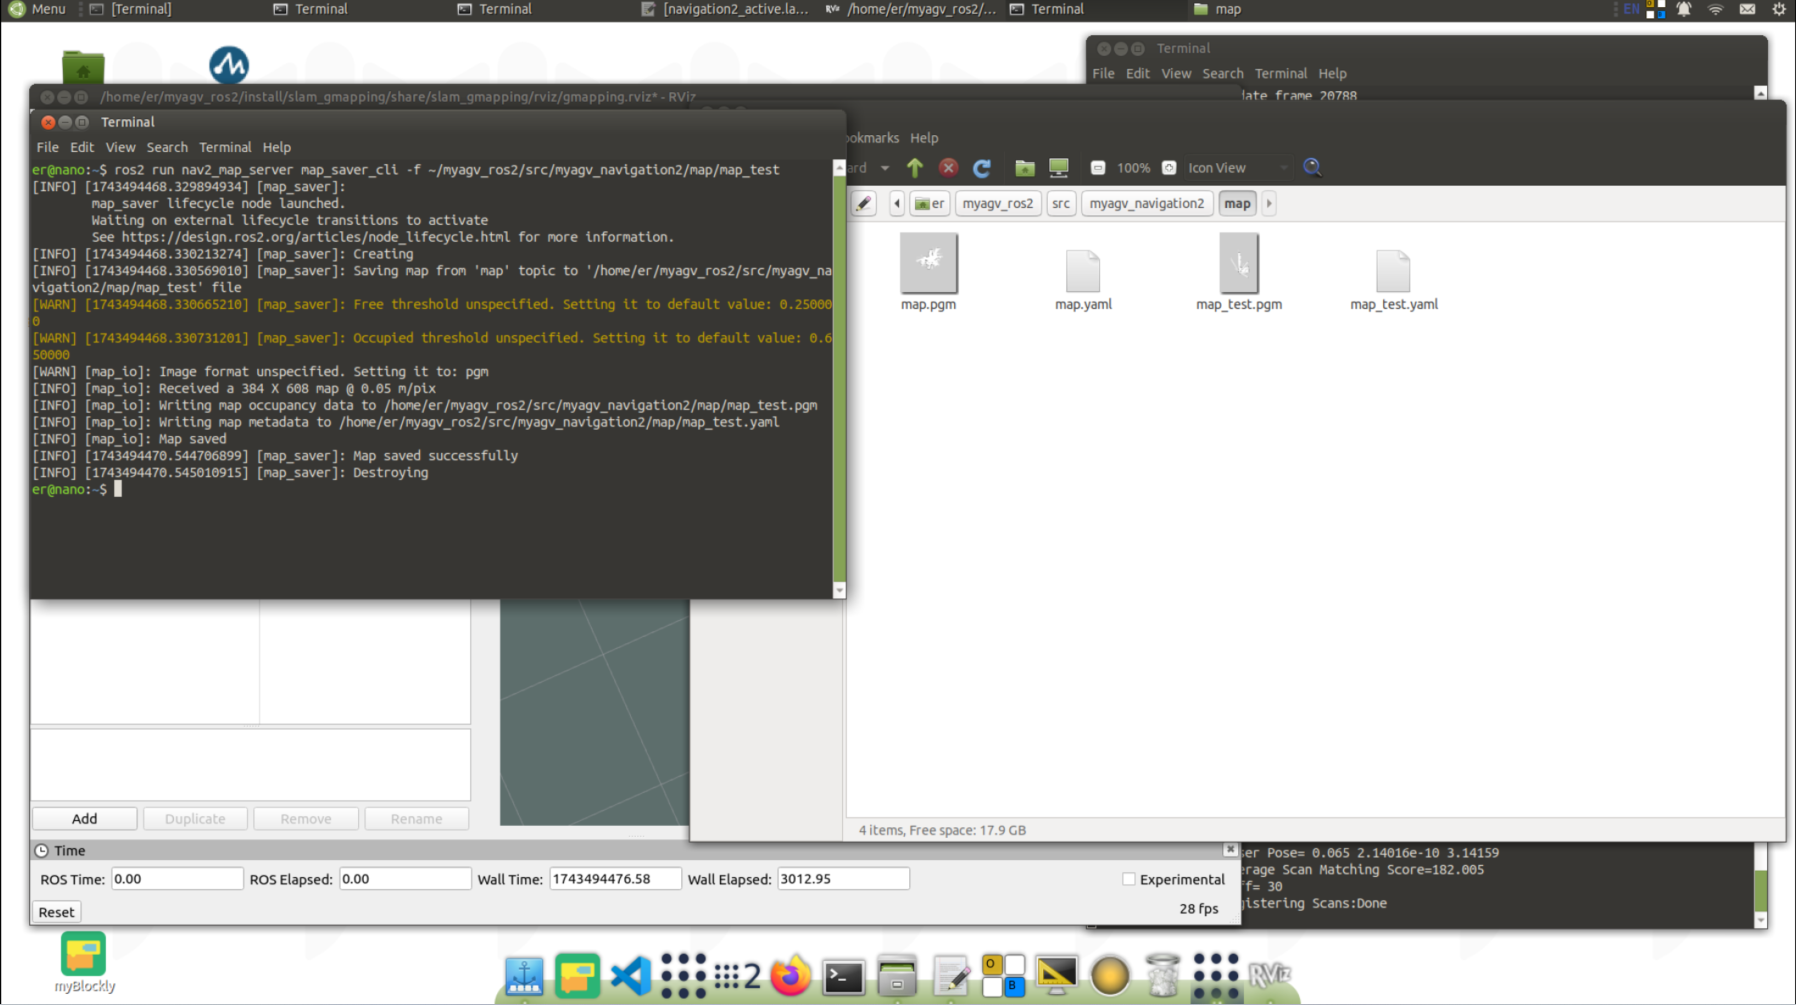 Menu
[Terminal]
Terminal
Terminal
[navigation2_active.la...
RViz /home/er/myagv_ros2/...
Terminal
map
EN
Terminal
File Edit View Search Terminal Help
date frame 20788
/home/er/myagv_ros2/install/slam_gmapping/share/slam_gmapping/rviz/gmapping.rviz* - RViz
Terminal
File Edit View Search Terminal Help
er@nano:~$ ros2 run nav2_map_server map_saver_cli -f ~/myagv_ros2/src/myagv_navigation2/map/map_test
[INFO] [1743494468.329894934] [map_saver]:
map_saver lifecycle node launched.
Waiting on external lifecycle transitions to activate
See https://design.ros2.org/articles/node_lifecycle.html for more information.
[INFO] [1743494468.330213274] [map_saver]: Creating
[INFO] [1743494468.330569010] [map_saver]: Saving map from 'map' topic to '/home/er/myagv_ros2/src/myagv_na
vigation2/map/map_test' file
[WARN] [1743494468.330665210] [map_saver]: Free threshold unspecified. Setting it to default value: 0.25000
0
[WARN] [1743494468.330731201] [map_saver]: Occupied threshold unspecified. Setting it to default value: 0.6
50000
[WARN] [map_io]: Image format unspecified. Setting it to: pgm
[INFO] [map_io]: Received a 384 X 608 map @ 0.05 m/pix
[INFO] [map_io]: Writing map occupancy data to /home/er/myagv_ros2/src/myagv_navigation2/map/map_test.pgm
[INFO] [map_io]: Writing map metadata to /home/er/myagv_ros2/src/myagv_navigation2/map/map_test.yaml
[INFO] [map_io]: Map saved
[INFO] [1743494470.544706899] [map_saver]: Map saved successfully
[INFO] [1743494470.545010915] [map_saver]: Destroying
er@nano:~$
ookmarks Help
ard 100% Icon View
er myagv_ros2 src myagv_navigation2 map
map.pgm
map.yaml
map_test.pgm
map_test.yaml
4 items, Free space: 17.9 GB
Add Duplicate Remove Rename
Time
ROS Time: 0.00 ROS Elapsed: 0.00 Wall Time: 1743494476.58 Wall Elapsed: 3012.95 Experimental
Reset 28 fps
ser Pose= 0.065 2.14016e-10 3.14159
erage Scan Matching Score=182.005
ff= 30
gistering Scans:Done
myBlockly
2
O
B
RViz